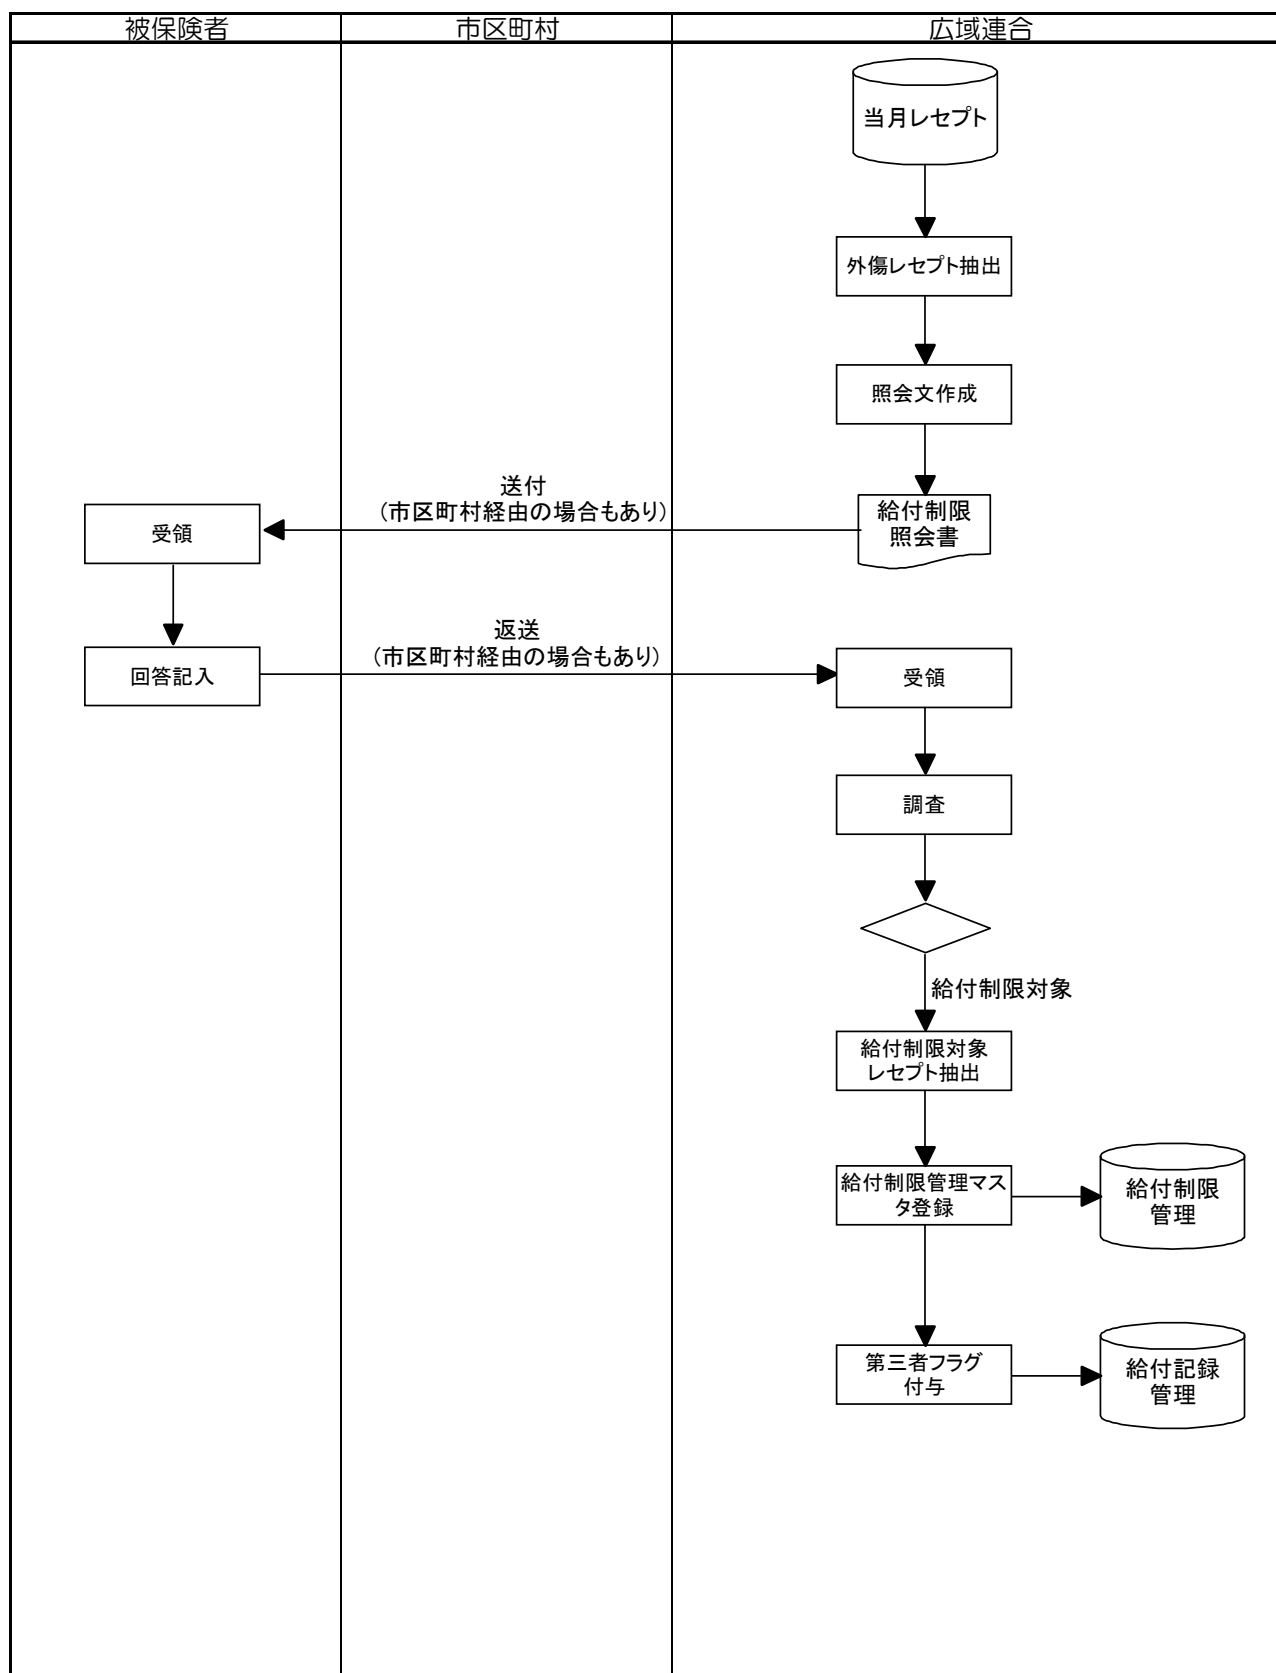 被保険者
市区町村
広域連合
当月レセプト
外傷レセプト抽出
照会文作成
送付
(市区町村経由の場合もあり)
給付制限
照会書
受領
返送
(市区町村経由の場合もあり)
回答記入
受領
調査
給付制限対象
給付制限対象
レセプト抽出
給付制限管理マス
タ登録
給付制限
管理
第三者フラグ
付与
給付記録
管理